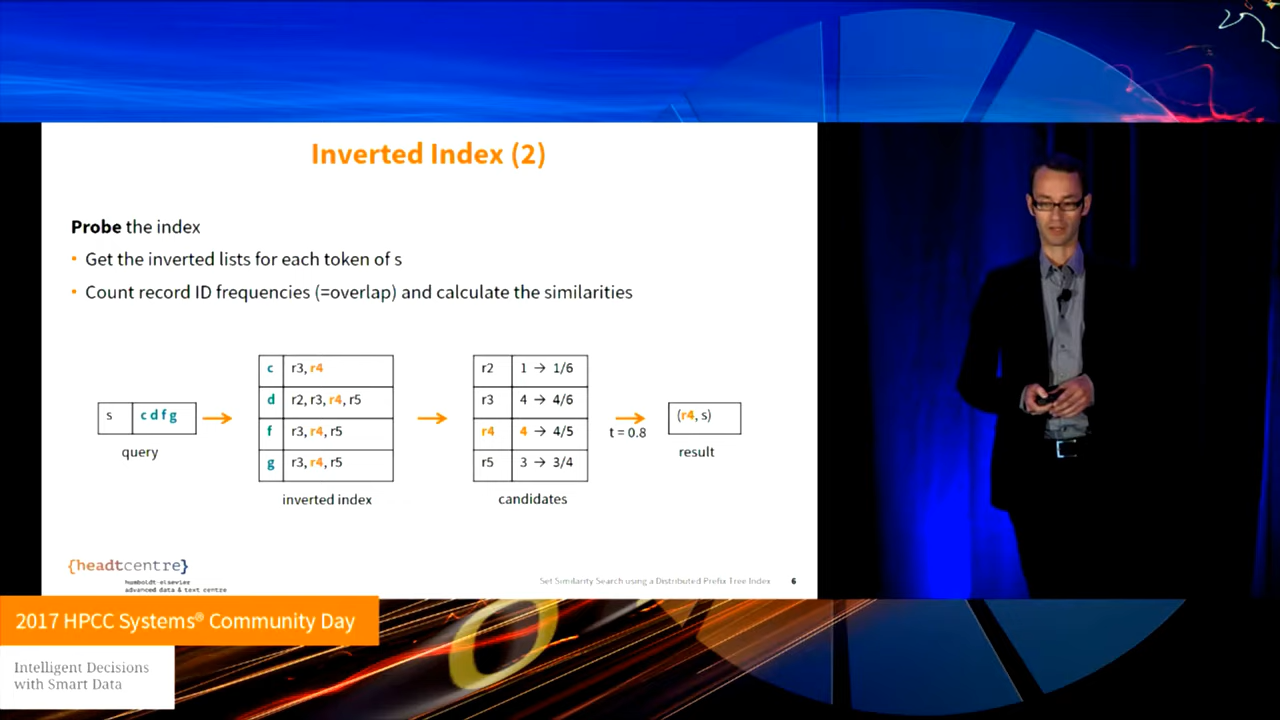 Inverted Index (2)
Probe the index
• Get the inverted lists for each token of s
• Count record ID frequencies (=overlap) and calculate the similarities
s c d f g
query
c r3, r4
d r2, r3, r4, r5
f r3, r4, r5
g r3, r4, r5
inverted index
r2 1 → 1/6
r3 4 → 4/6
r4 4 → 4/5
r5 3 → 3/4
candidates
t = 0.8
(r4, s)
result
{headtcentre}
humboldt-elsevier
advanced data & text centre
Set Similarity Search using a Distributed Prefix Tree Index 6
2017 HPCC Systems® Community Day
Intelligent Decisions
with Smart Data